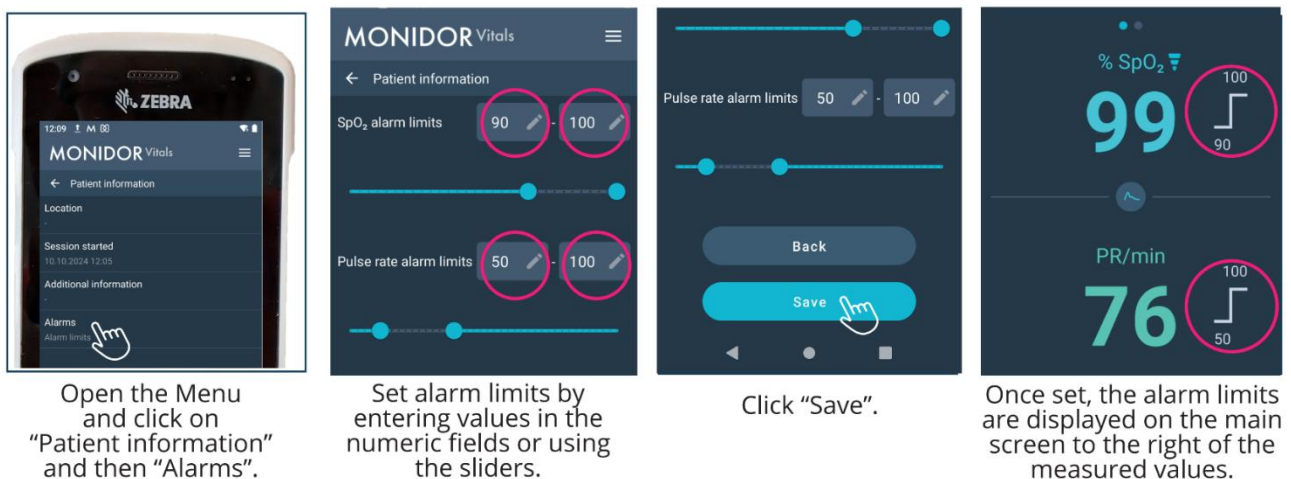 ZEBRA
12:09
MONIDOR Vitals
← Patient information
Location
-
Session started
10.10.2024 12:05
Additional information
-
Alarms
Alarm limits
Open the Menu
and click on
“Patient information”
and then “Alarms”.
MONIDOR Vitals
← Patient information
SpO₂ alarm limits 90 - 100
Pulse rate alarm limits 50 - 100
Set alarm limits by
entering values in the
numeric fields or using
the sliders.
Pulse rate alarm limits 50 - 100
Back
Save
Click “Save”.
% SpO₂
100
99
90
PR/min
100
76
50
Once set, the alarm limits
are displayed on the main
screen to the right of the
measured values.